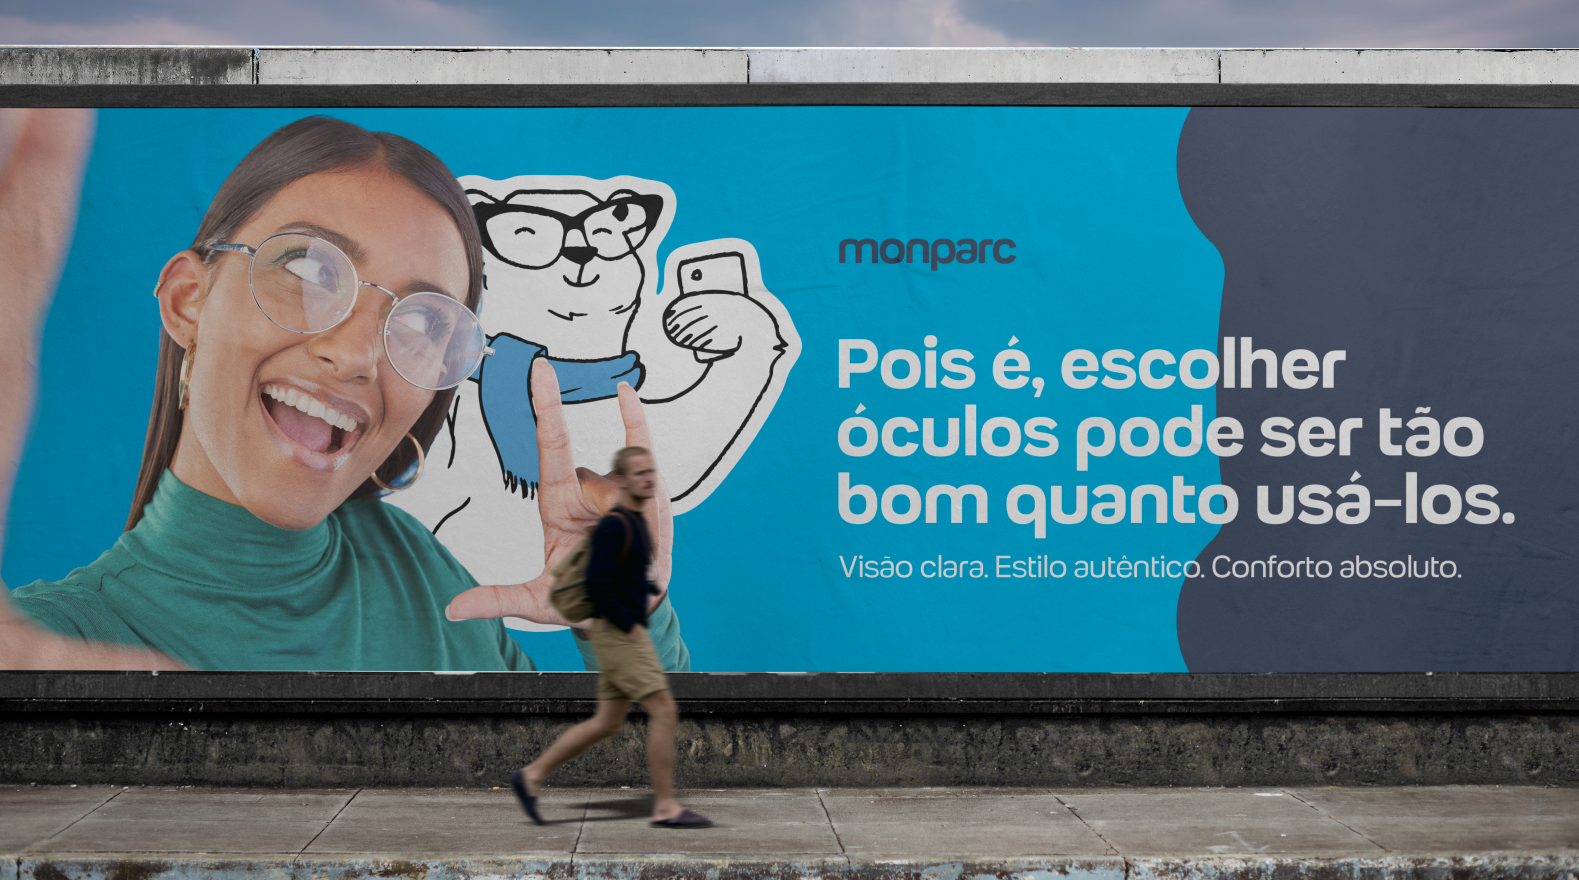 monparc
Pois é, escolher
óculos pode ser tão
bom quanto usá-los.
Visão clara. Estilo autêntico. Conforto absoluto.